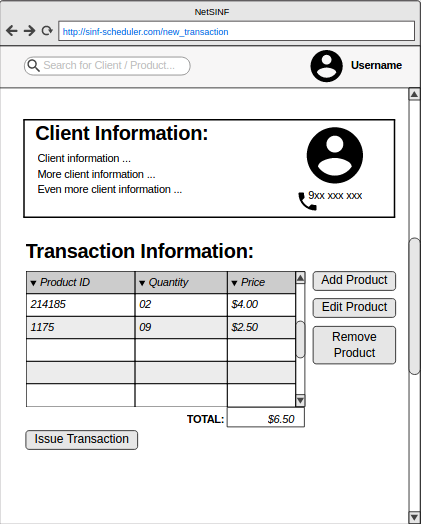 NetSINF
http://sinf-scheduler.com/new_transaction
Search for Client / Product...
Username
Client Information:
Client information ...
More client information ...
Even more client information ...
9xx xxx xxx
Transaction Information:
Product ID Quantity Price
214185 02 $4.00
1175 09 $2.50
Add Product
Edit Product
Remove
Product
TOTAL: $6.50
Issue Transaction